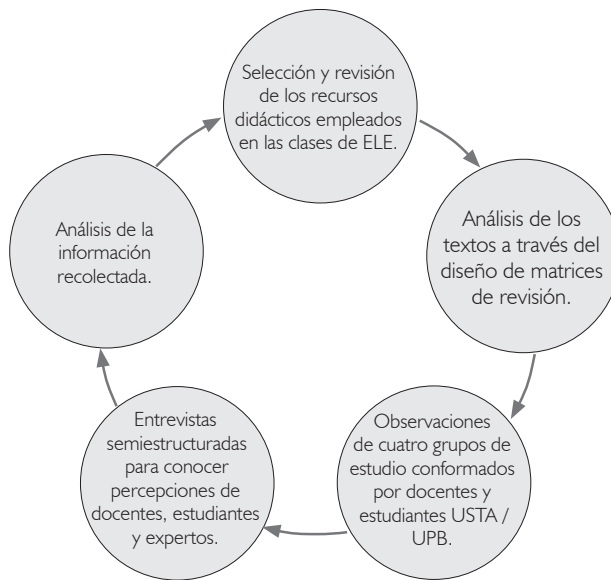 Selección y revisión
de los recursos
didácticos empleados
en las clases de ELE.
Análisis de los
textos a través del
diseño de matrices
de revisión.
Observaciones
de cuatro grupos de
estudio conformados
por docentes y
estudiantes USTA /
UPB.
Entrevistas
semiestructuradas
para conocer
percepciones de
docentes, estudiantes
y expertos.
Análisis de la
información
recolectada.